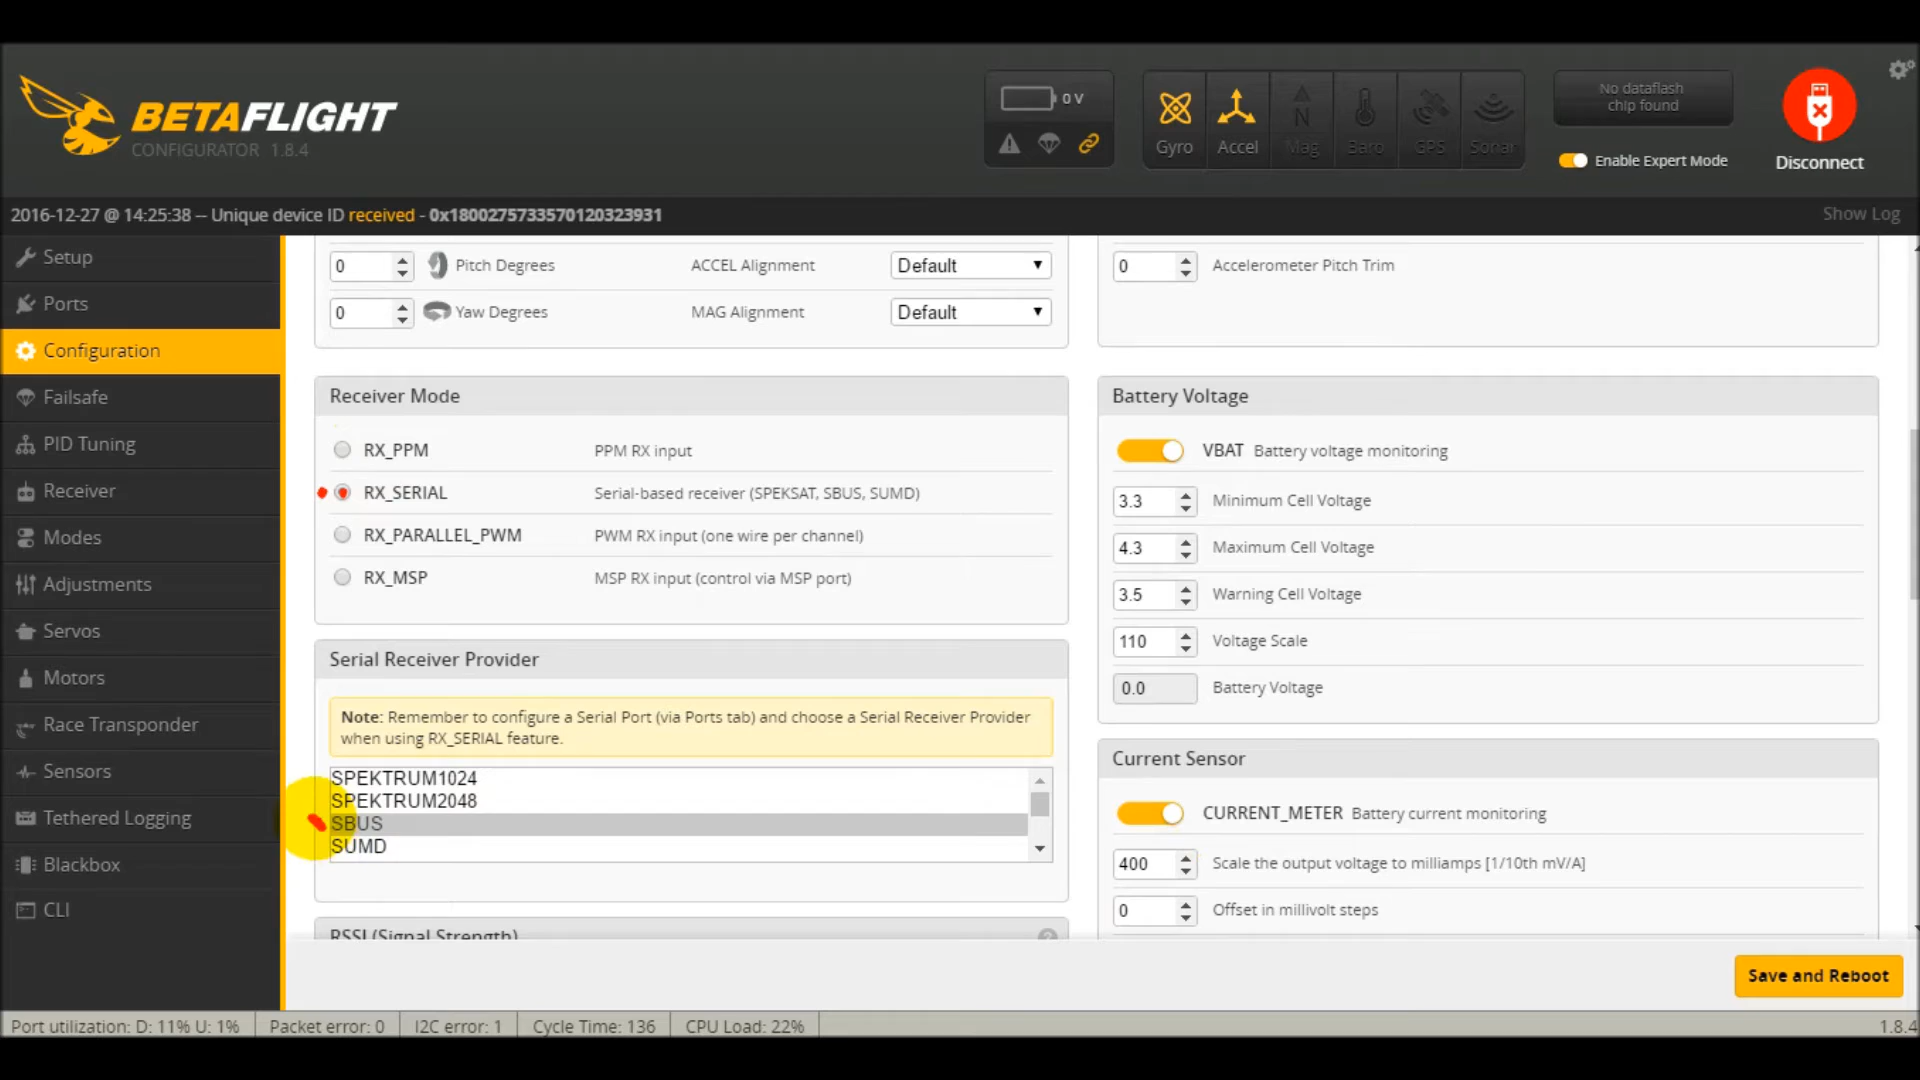 BETAFLIGHT
CONFIGURATOR 1.8.4
0 V
Gyro
Accel
Mag
Baro
GPS
Sonar
No dataflash
chip found
Enable Expert Mode
Disconnect
2016-12-27 @ 14:25:38 -- Unique device ID received - 0x1800275733570120323931
Show Log
Setup
Ports
Configuration
Failsafe
PID Tuning
Receiver
Modes
Adjustments
Servos
Motors
Race Transponder
Sensors
Tethered Logging
Blackbox
CLI
0 Pitch Degrees ACCEL Alignment Default
0 Yaw Degrees MAG Alignment Default
0 Accelerometer Pitch Trim
Receiver Mode
RX_PPM PPM RX input
RX_SERIAL Serial-based receiver (SPEKSAT, SBUS, SUMD)
RX_PARALLEL_PWM PWM RX input (one wire per channel)
RX_MSP MSP RX input (control via MSP port)
Serial Receiver Provider
Note: Remember to configure a Serial Port (via Ports tab) and choose a Serial Receiver Provider
when using RX_SERIAL feature.
SPEKTRUM1024
SPEKTRUM2048
SBUS
SUMD
RSSI (Signal Strength)
Battery Voltage
VBAT Battery voltage monitoring
3.3 Minimum Cell Voltage
4.3 Maximum Cell Voltage
3.5 Warning Cell Voltage
110 Voltage Scale
0.0 Battery Voltage
Current Sensor
CURRENT_METER Battery current monitoring
400 Scale the output voltage to milliamps [1/10th mV/A]
0 Offset in millivolt steps
Save and Reboot
Port utilization: D: 11% U: 1% Packet error: 0 I2C error: 1 Cycle Time: 136 CPU Load: 22% 1.8.4